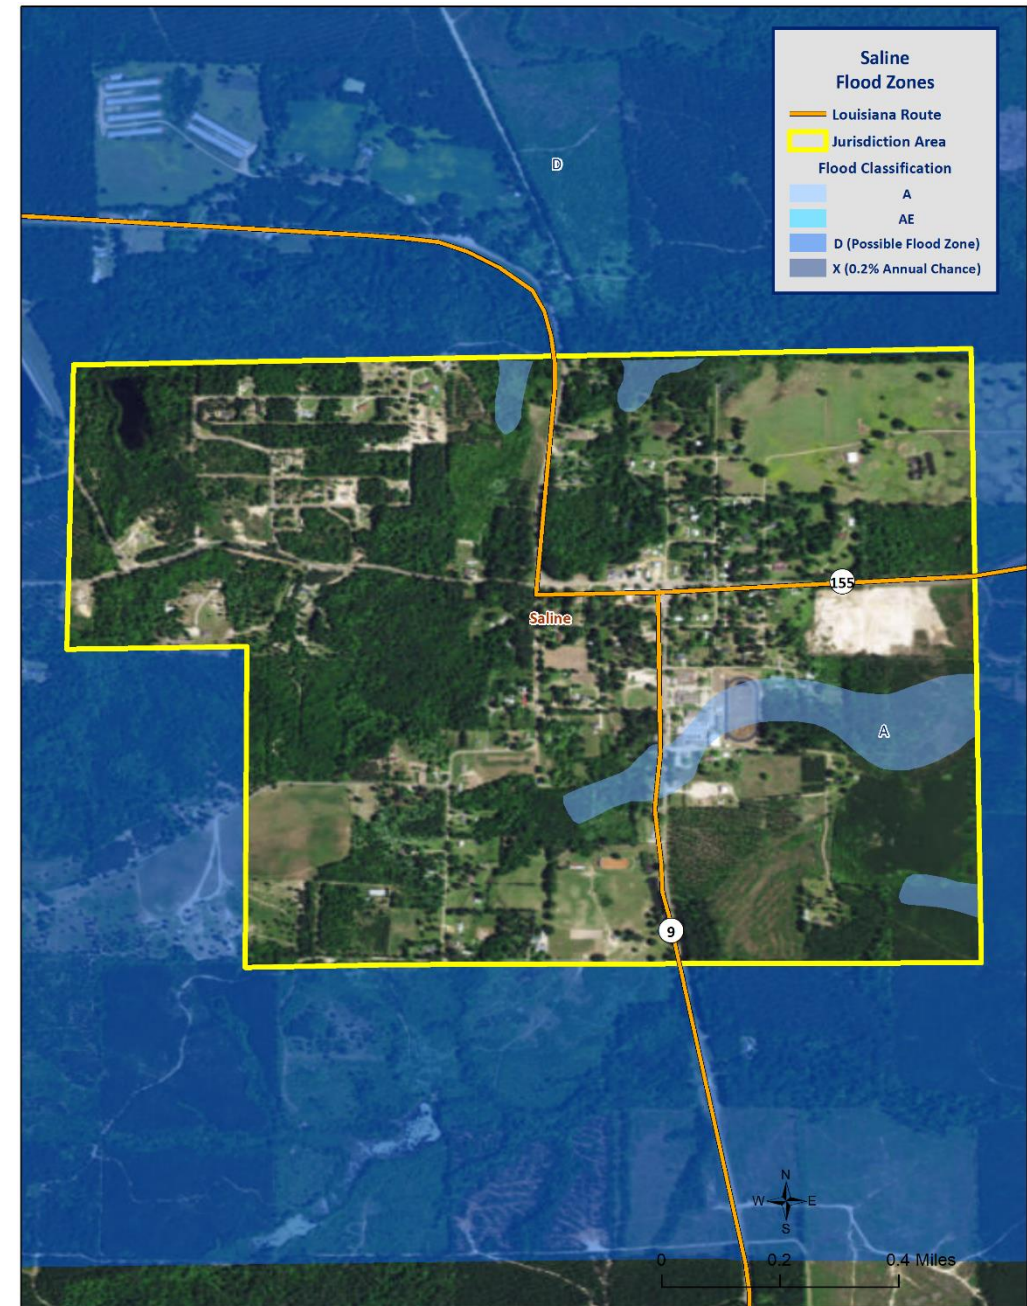 Saline
Flood Zones
Louisiana Route
Jurisdiction Area
Flood Classification
A
AE
D (Possible Flood Zone)
X (0.2% Annual Chance)
D
155
Saline
A
9
N
W E
S
0 0.2 0.4 Miles